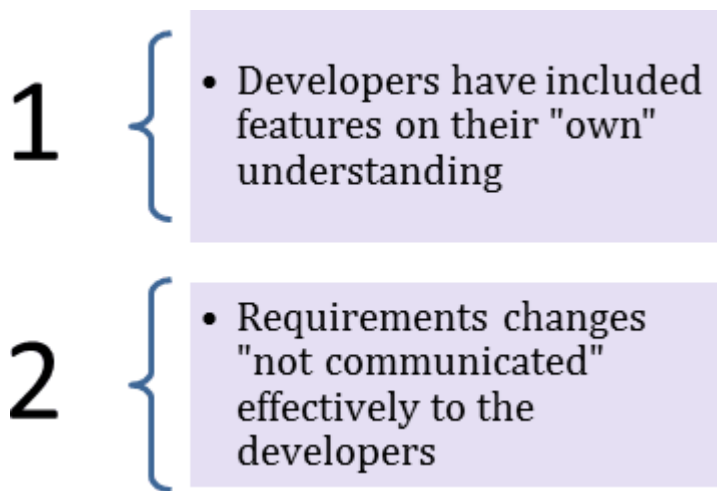 1
• Developers have included
features on their "own"
understanding
2
• Requirements changes
"not communicated"
effectively to the
developers